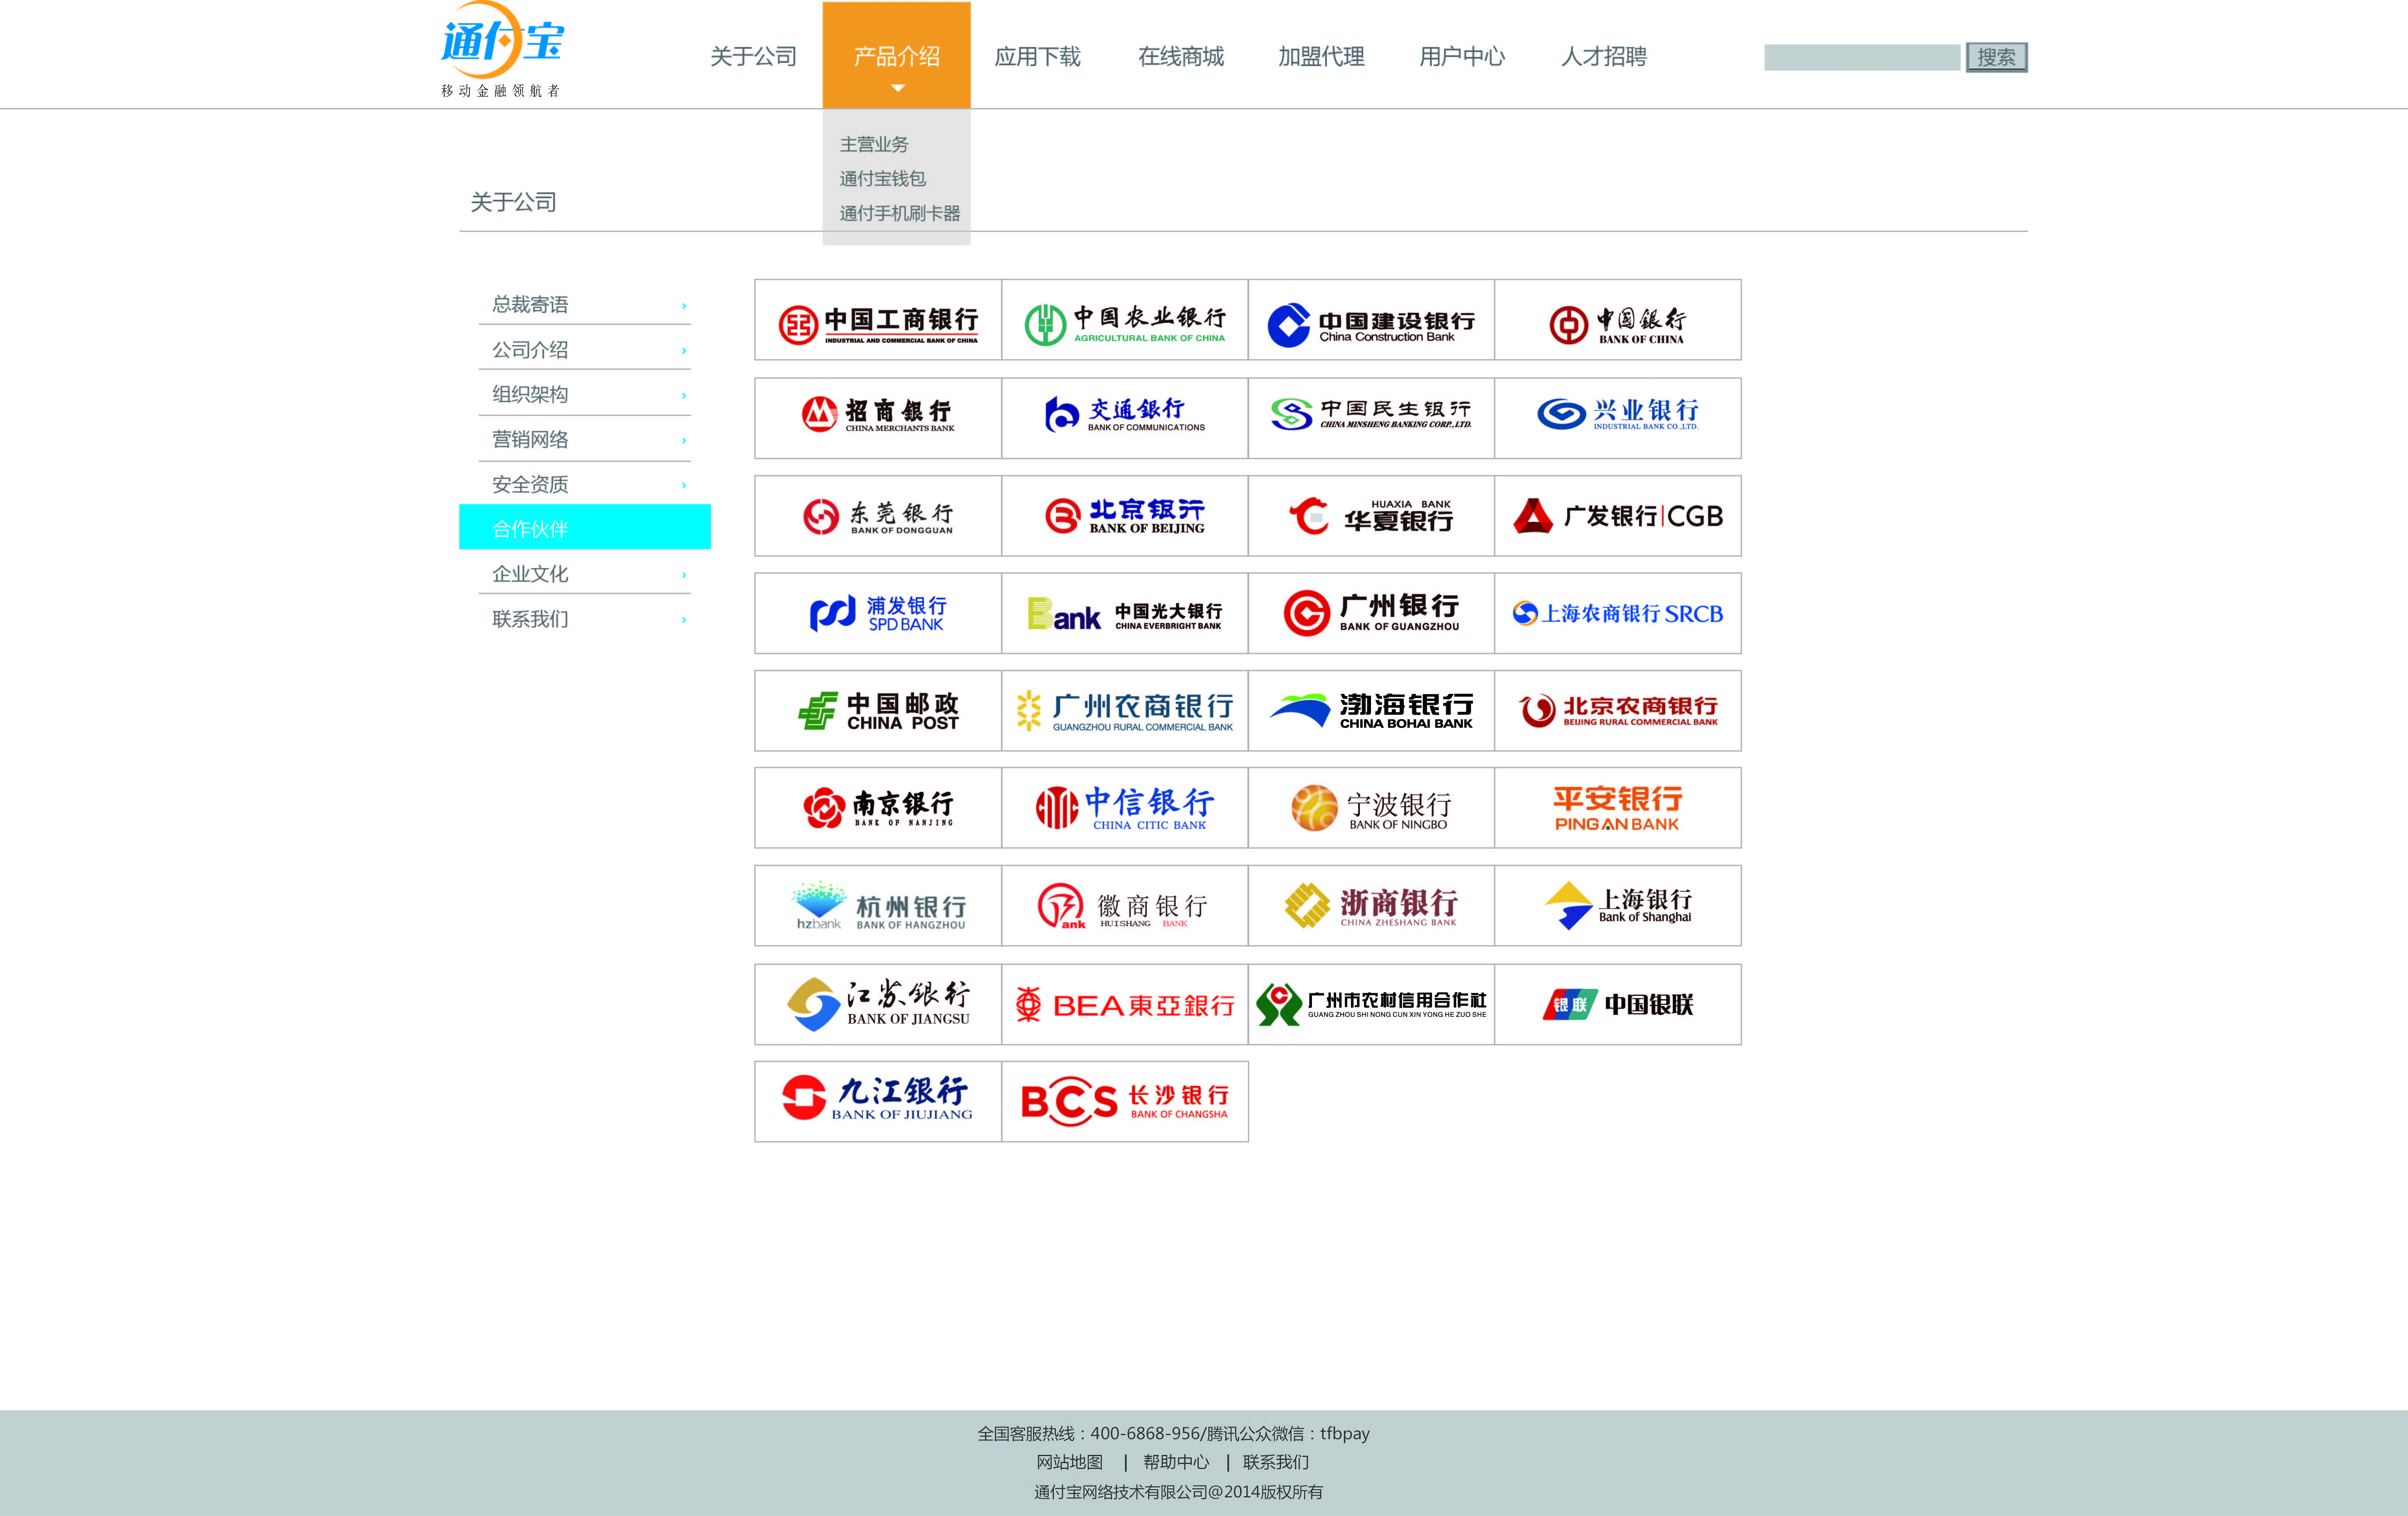 通付宝
移动金融领航者
关于公司
产品介绍
应用下载
在线商城
加盟代理
用户中心
人才招聘
搜索
主营业务
通付宝钱包
通付手机刷卡器
关于公司
总裁寄语
公司介绍
组织架构
营销网络
安全资质
合作伙伴
企业文化
联系我们
中国工商银行
INDUSTRIAL AND COMMERCIAL BANK OF CHINA
中国农业银行
AGRICULTURAL BANK OF CHINA
中国建设银行
China Construction Bank
中国银行
BANK OF CHINA
招商銀行
CHINA MERCHANTS BANK
交通銀行
BANK OF COMMUNICATIONS
中国民生银行
CHINA MINSHENG BANKING CORP.,LTD.
兴业银行
INDUSTRIAL BANK CO.,LTD.
东莞银行
BANK OF DONGGUAN
北京银行
BANK OF BEIJING
HUAXIA BANK
华夏银行
广发银行|CGB
浦发银行
SPD BANK
Bank
中国光大银行
CHINA EVERBRIGHT BANK
广州银行
BANK OF GUANGZHOU
上海农商银行 SRCB
中国邮政
CHINA POST
广州农商银行
GUANGZHOU RURAL COMMERCIAL BANK
渤海银行
CHINA BOHAI BANK
北京农商银行
BEIJING RURAL COMMERCIAL BANK
南京银行
BANK OF NANJING
中信银行
CHINA CITIC BANK
宁波银行
BANK OF NINGBO
平安银行
PING AN BANK
hzbank
杭州银行
BANK OF HANGZHOU
ank
徽商银行
HUISHANG BANK
浙商银行
CHINA ZHESHANG BANK
上海银行
Bank of Shanghai
江苏银行
BANK OF JIANGSU
BEA東亞銀行
广州市农村信用合作社
GUANG ZHOU SHI NONG CUN XIN YONG HE ZUO SHE
银联
中国银联
九江银行
BANK OF JIUJIANG
BCS
长沙银行
BANK OF CHANGSHA
全国客服热线：400-6868-956/腾讯公众微信：tfbpay
网站地图 | 帮助中心 | 联系我们
通付宝网络技术有限公司@2014版权所有